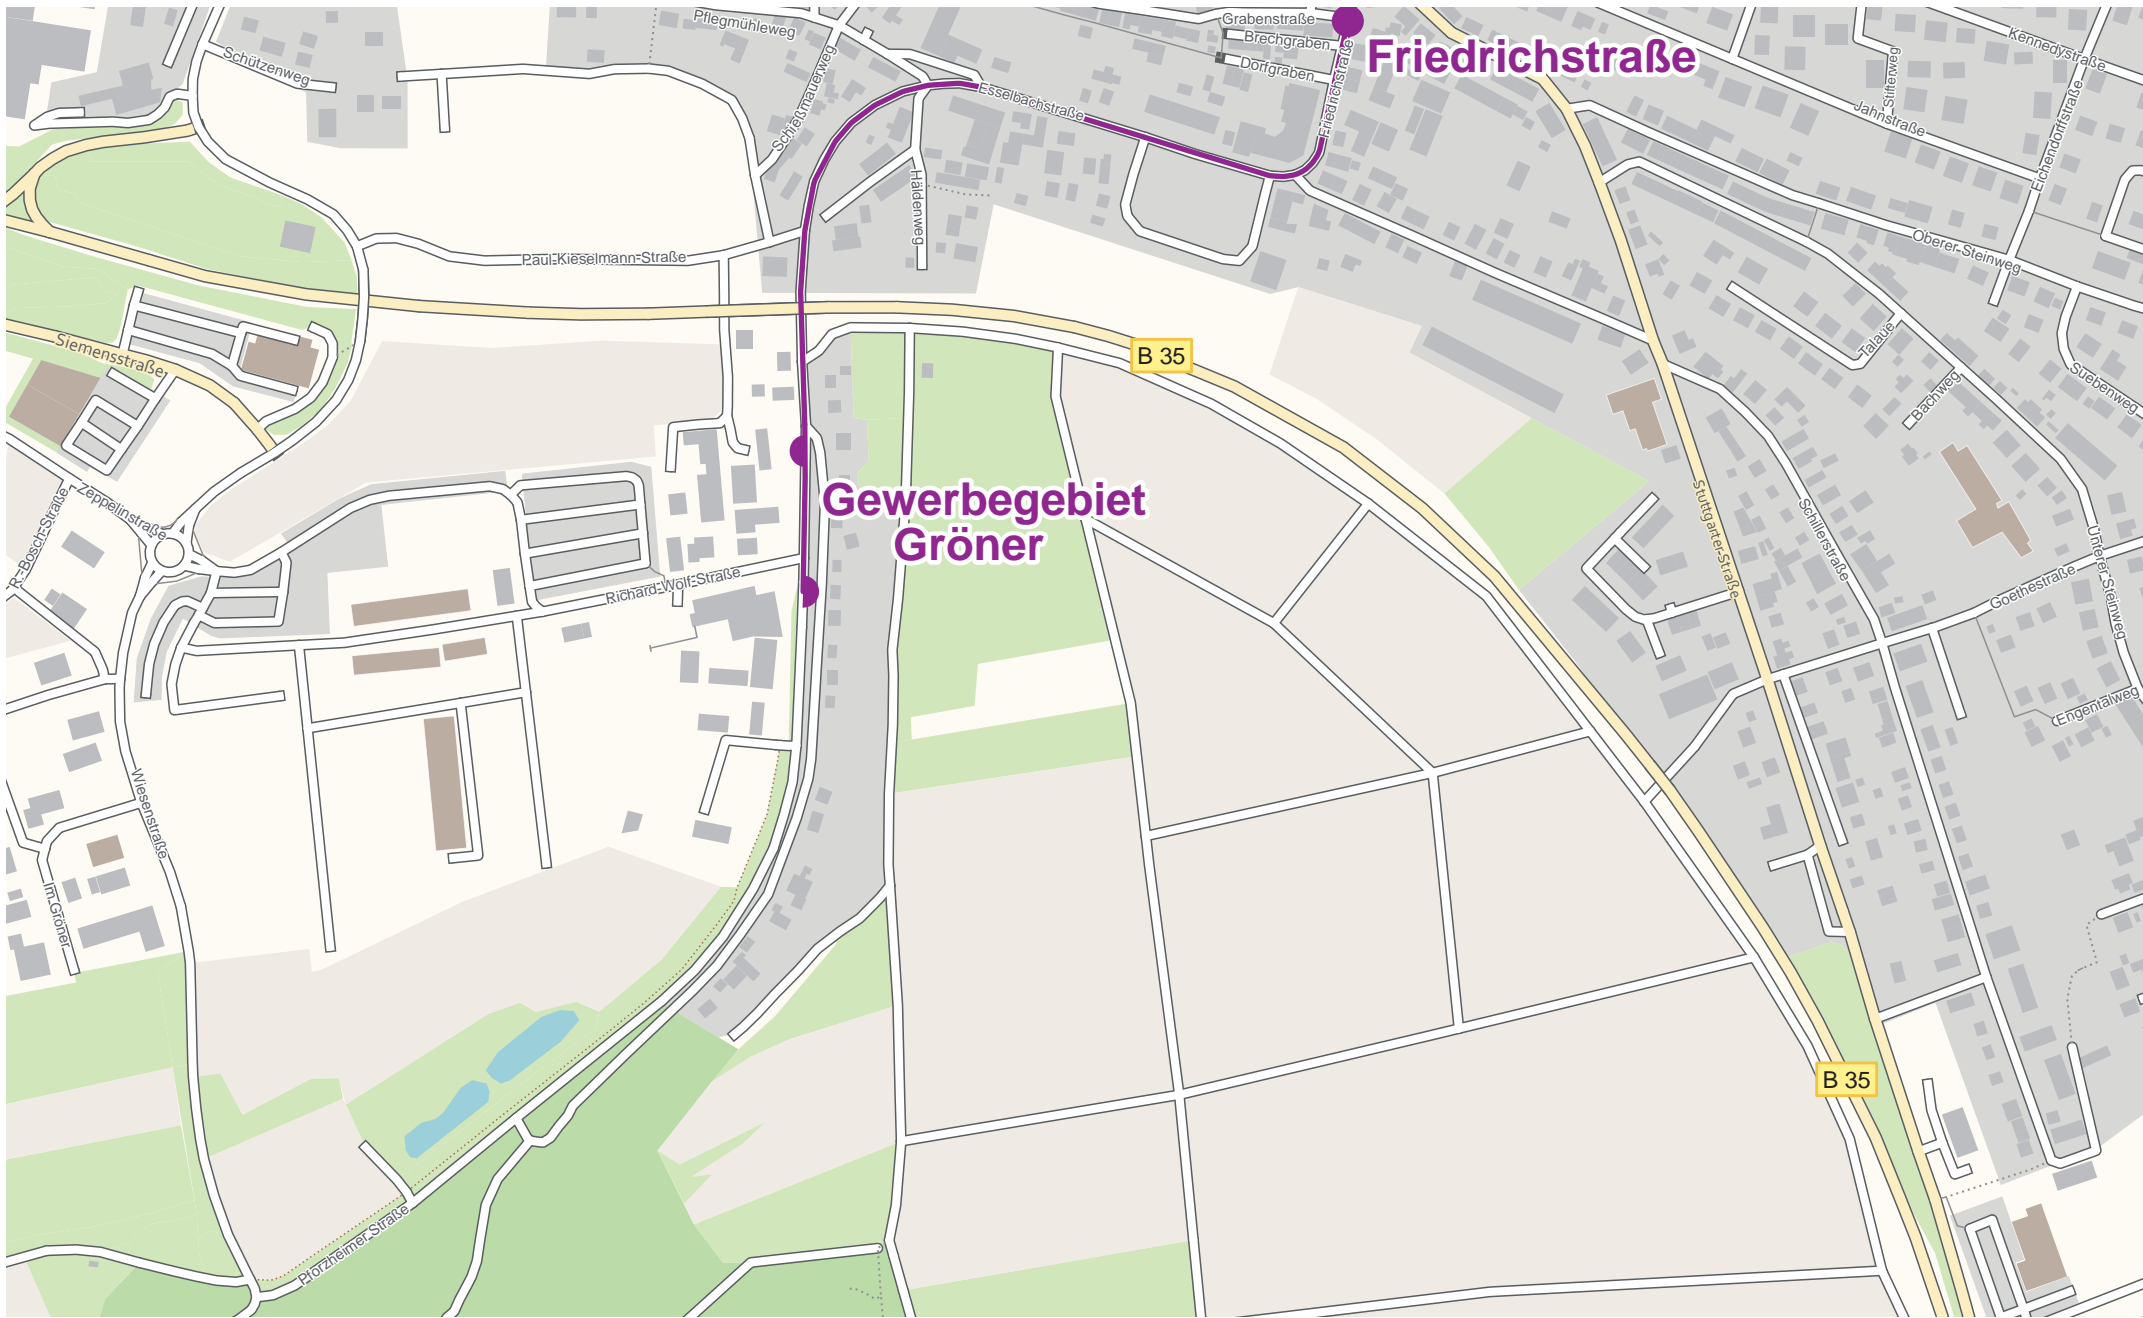 Pflegmühleweg
Grabenstraße
Brechgraben
Dorfgraben
Friedrichstraße
Friedrichstraße
Kennedystraße
Stifterweg
Jahnstraße
Eichendorffstraße
Schützenweg
Schießmauerweg
Esselbachstraße
Häldenweg
Paul-Kieselmann-Straße
Oberer-Steinweg
Siemensstraße
B 35
Talaue
Bachweg
Suebenweg
Zeppelinstraße
R.-Bosch-Straße
Gewerbegebiet
Gröner
Richard-Wolf-Straße
Stuttgarter-Straße
Schillerstraße
Goethestraße
Unterer-Steinweg
Engentalweg
Wiesenstraße
Im Gröner
B 35
Pforzheimer Straße